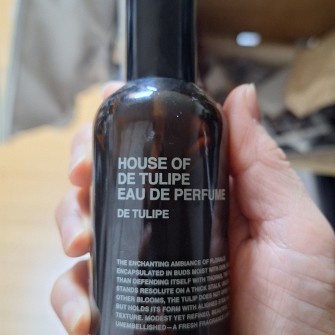 HOUSE OF
DE TULIPE
EAU DE PERFUME
DE TULIPE
THE ENCHANTING AMBIANCE OF FLORALS
ENCAPSULATED IN BUDS MOIST WITH
THAN DEFENDING ITSELF WITH THORNS,
STANDS RESOLUTE ON A THICK STALK.
OTHER BLOOMS, THE TULIP DOES NOT
BUT HOLDS ITS FORM WITH A
TEXTURE. MODEST YET REFINED,
UNEMBELLISHED—A FRESH